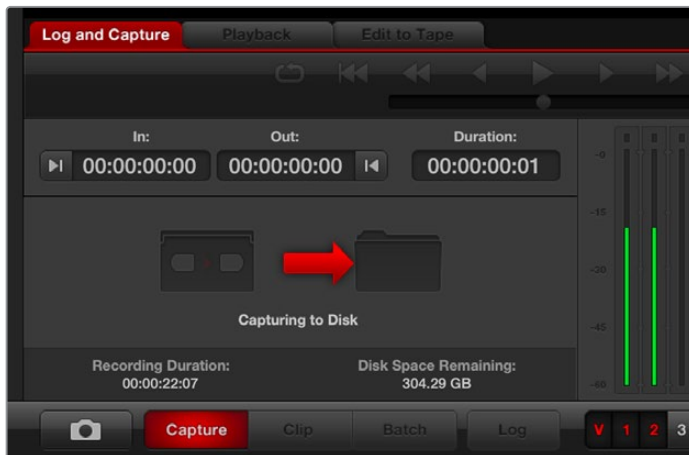 Log and Capture Playback Edit to Tape
In: Out: Duration:
00:00:00:00 00:00:00:00 00:00:00:01
-0
-15
-30
-45
-60
Capturing to Disk
Recording Duration: Disk Space Remaining:
00:00:22:07 304.29 GB
Capture Clip Batch Log V 1 2 3